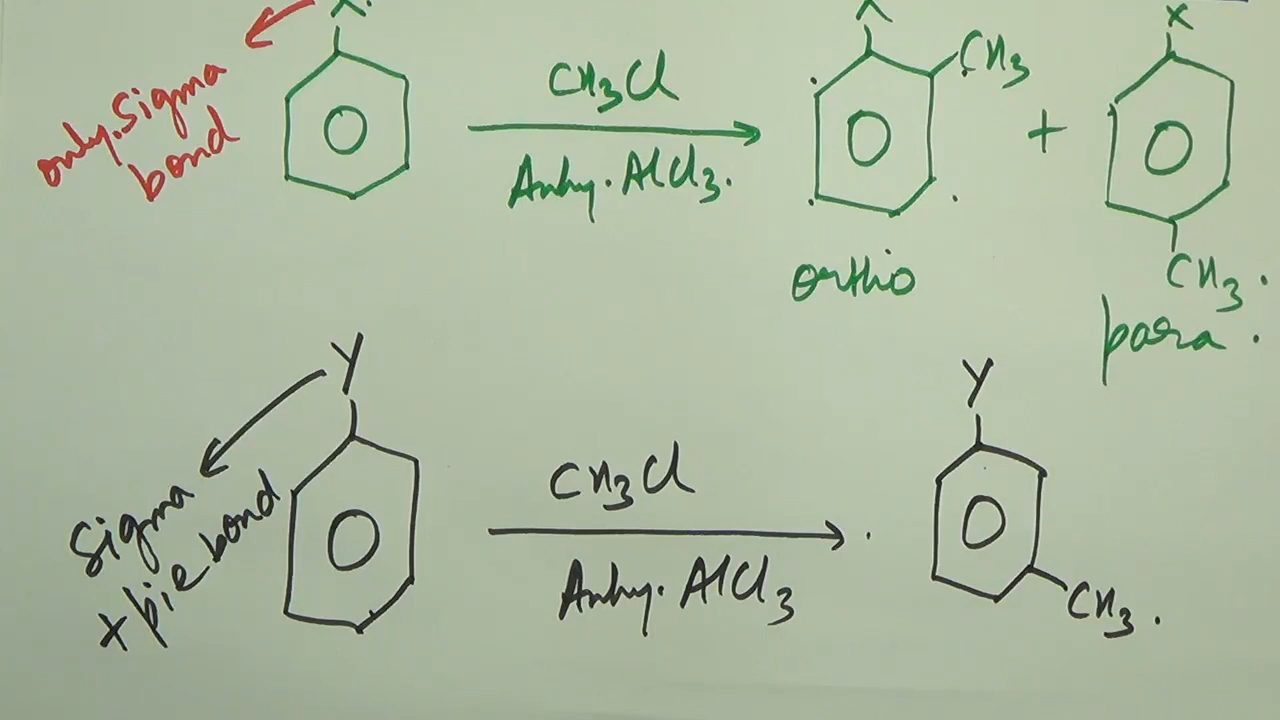 X.
only. Sigma
bond
CH3Cl
Anhy. AlCl3.
X
CH3
ortho
+
X
CH3.
para.
Y
Sigma
+ pie bond
CH3Cl
Anhy. AlCl3
Y
CH3.